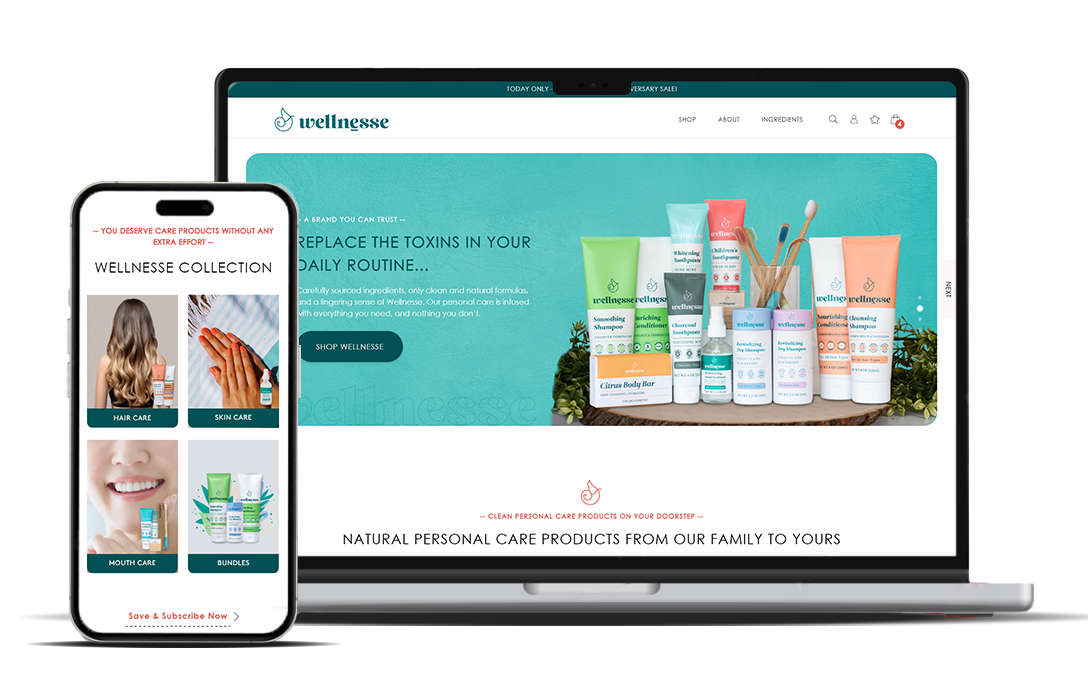 TODAY ONLY -
VERSARY SALE!
wellnesse
SHOP
ABOUT
INGREDIENTS
4
- A BRAND YOU CAN TRUST --
REPLACE THE TOXINS IN YOUR
DAILY ROUTINE...
Carefully sourced ingredients, only clean and natural formulas,
and a lingering sense of Wellnesse. Our personal care is infused
with everything you need, and nothing you don't.
SHOP WELLNESSE
NEXT
wellnesse
Smoothing
Shampoo
Whitening
Toothpaste
Children's
Toothpaste
Charcoal
Toothpaste
Citrus Body Bar
wellnesse
Revitalizing
Dog Shampoo
wellnesse
Revitalizing
Dog Shampoo
Nourishing
Conditioner
wellnesse
Cleansing
Shampoo
-- CLEAN PERSONAL CARE PRODUCTS ON YOUR DOORSTEP --
NATURAL PERSONAL CARE PRODUCTS FROM OUR FAMILY TO YOURS
-- YOU DESERVE CARE PRODUCTS WITHOUT ANY
EXTRA EFFORT --
WELLNESSE COLLECTION
HAIR CARE
SKIN CARE
MOUTH CARE
BUNDLES
Save & Subscribe Now